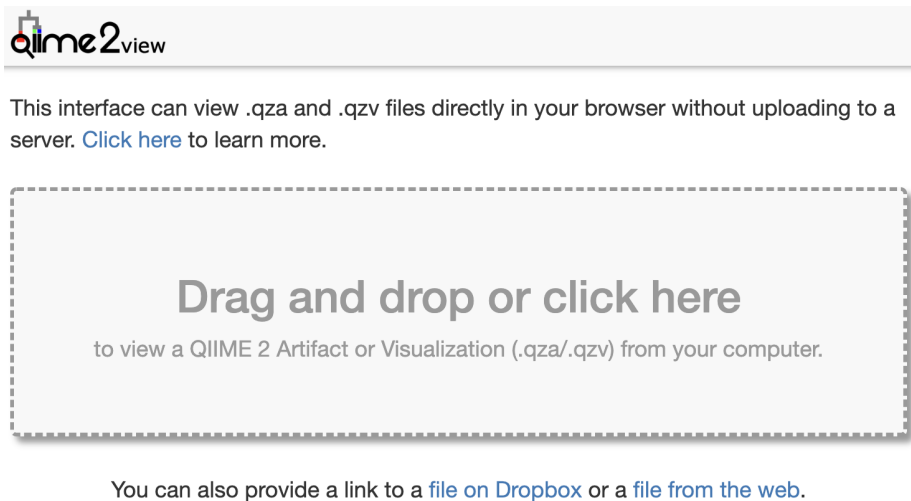 qiime2view
This interface can view .qza and .qzv files directly in your browser without uploading to a
server. Click here to learn more.
Drag and drop or click here
to view a QIIME 2 Artifact or Visualization (.qza/.qzv) from your computer.
You can also provide a link to a file on Dropbox or a file from the web.